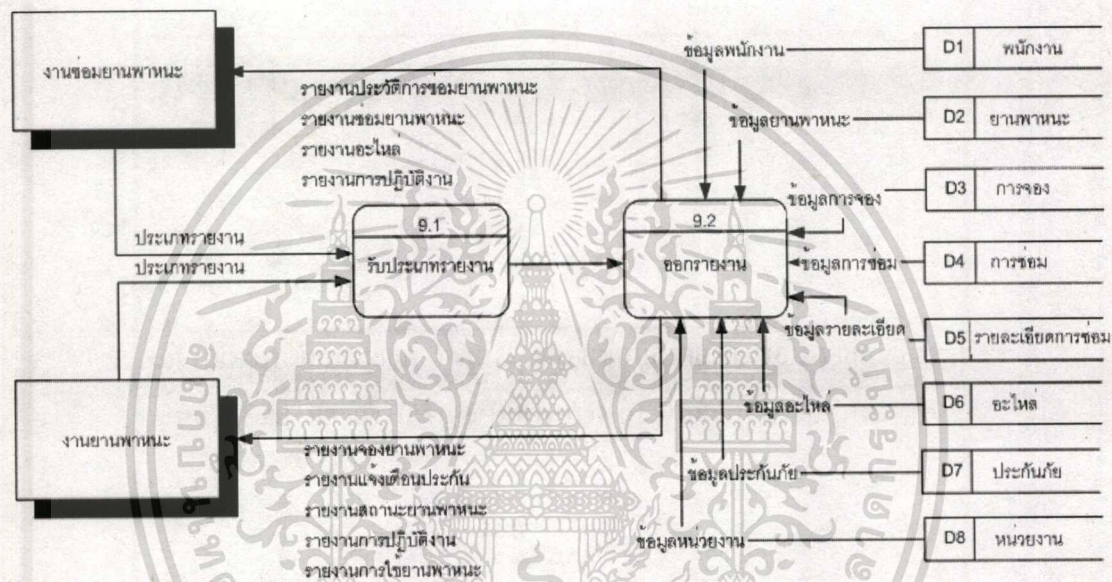 งานซ่อมยานพาหนะ
รายงานประวัติการซ่อมยานพาหนะ
รายงานซ่อมยานพาหนะ
รายงานอะไหล่
รายงานการปฏิบัติงาน
ข้อมูลพนักงาน
D1 พนักงาน
ข้อมูลยานพาหนะ
D2 ยานพาหนะ
ข้อมูลการจอง
D3 การจอง
ประเภทรายงาน
ประเภทรายงาน
9.1
รับประเภทรายงาน
9.2
ออกรายงาน
ข้อมูลการซ่อม
D4 การซ่อม
ข้อมูลรายละเอียด
D5 รายละเอียดการซ่อม
ข้อมูลอะไหล่
D6 อะไหล่
งานยานพาหนะ
รายงานจองยานพาหนะ
รายงานแจ้งเตือนประกัน
รายงานสถานะยานพาหนะ
รายงานการปฏิบัติงาน
รายงานการใช้ยานพาหนะ
ข้อมูลประกันภัย
D7 ประกันภัย
ข้อมูลหน่วยงาน
D8 หน่วยงาน